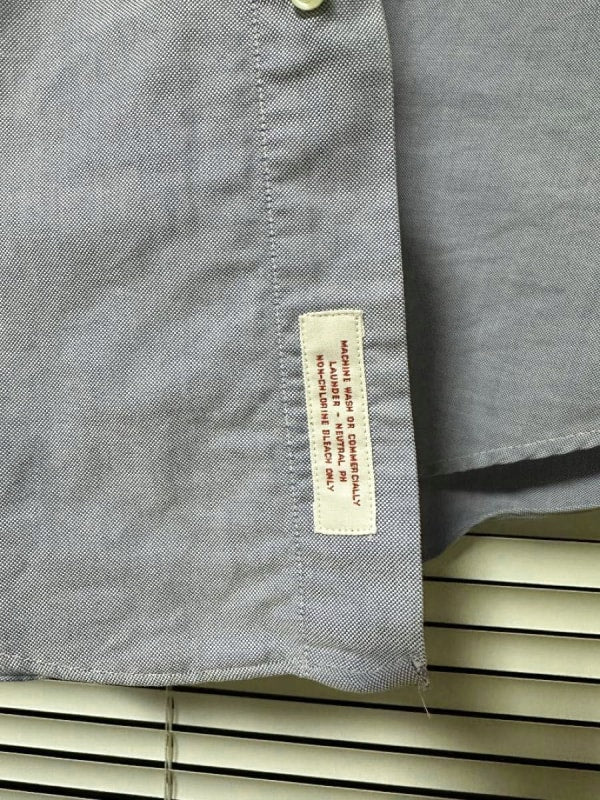 MACHINE WASH OR COMMERCIALLY
LAUNDER - NEUTRAL PH
NON-CHLORINE BLEACH ONLY